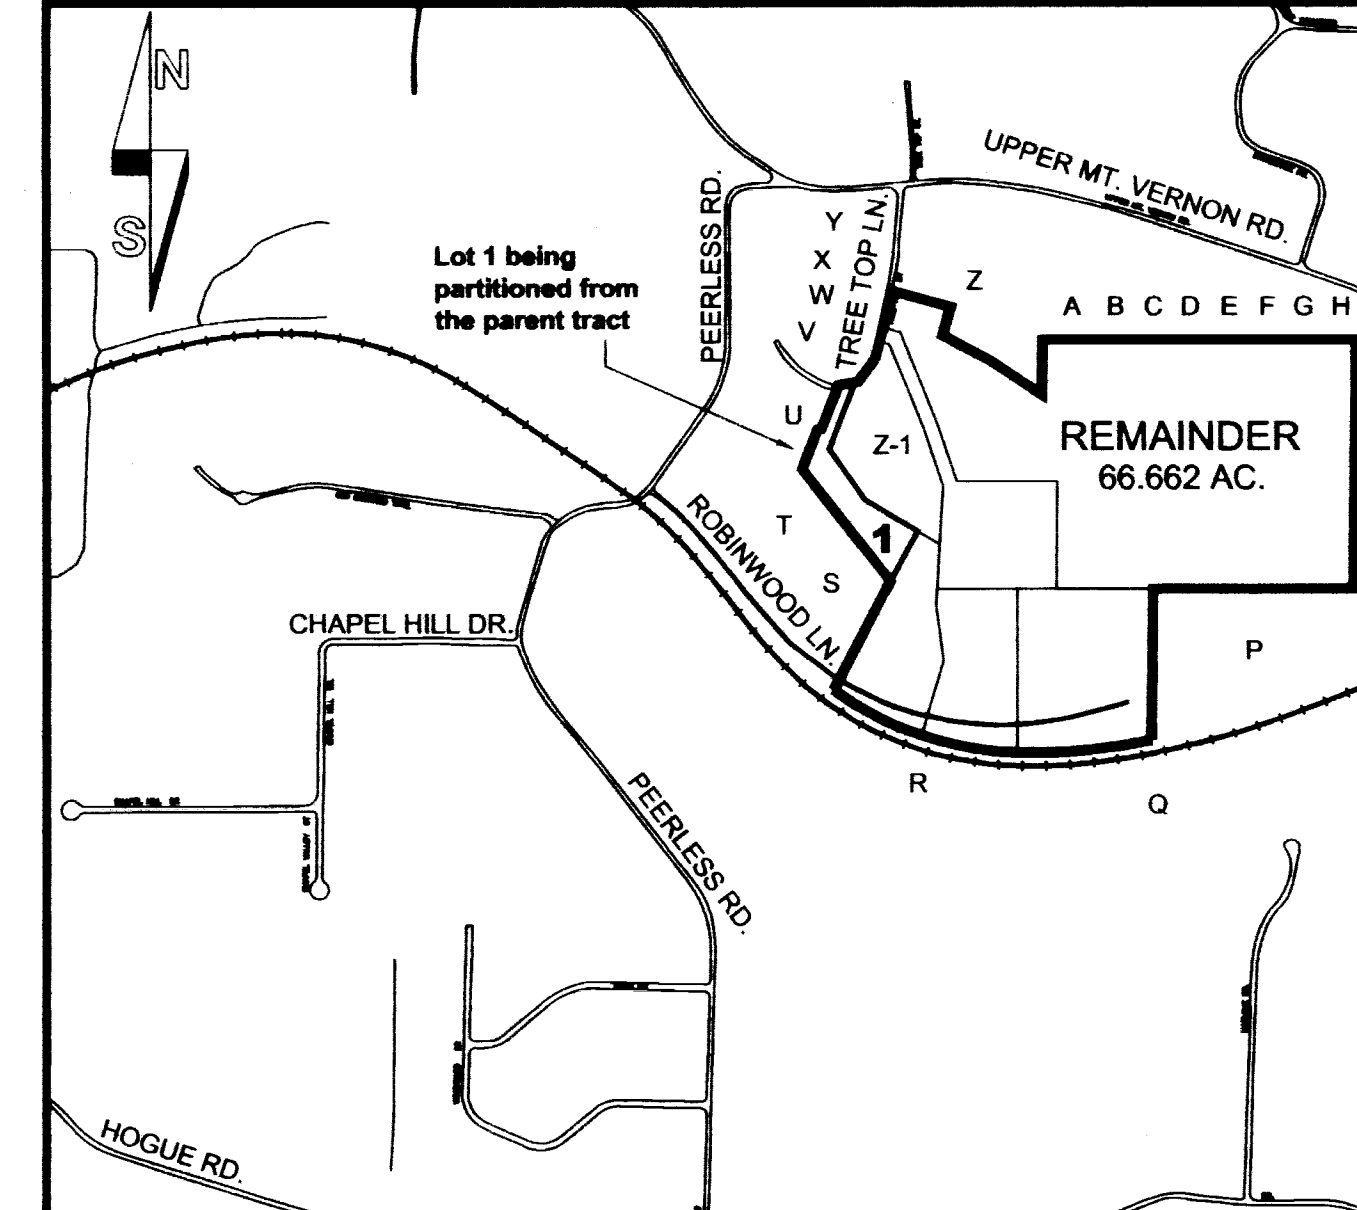 N
S
UPPER MT. VERNON RD.
PEERLESS RD.
TREE TOP LN.
Y
X
W
V
Z
A B C D E F G H
Lot 1 being
partitioned from
the parent tract
U
Z-1
REMAINDER
66.662 AC.
ROBINWOOD LN.
T
1
S
CHAPEL HILL DR.
P
R
Q
PEERLESS RD.
HOGUE RD.